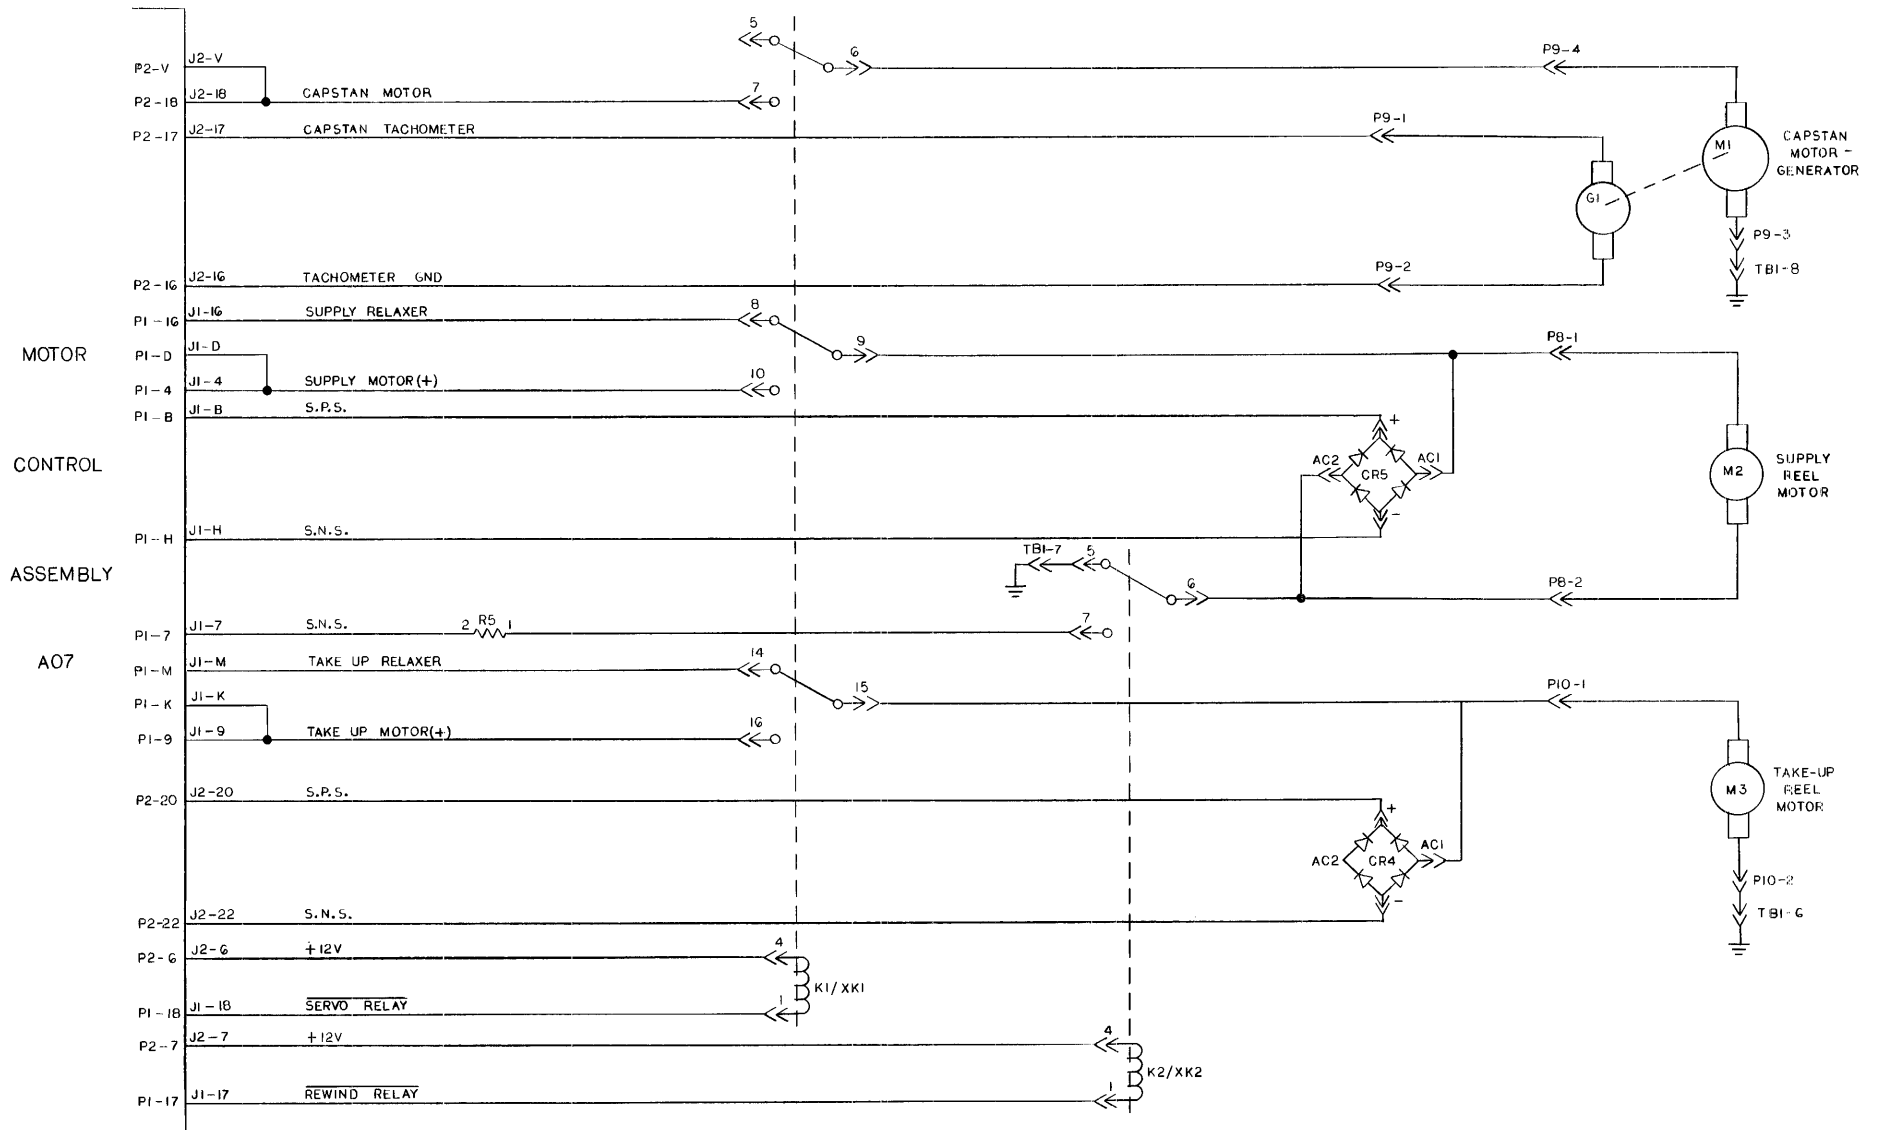 5
6
P9-4
P2-V J2-V
P2-18 J2-18 CAPSTAN MOTOR 7
P2-17 J2-17 CAPSTAN TACHOMETER
P9-1
M1
CAPSTAN
MOTOR -
GENERATOR
G1
P9-3
TB1-8
P2-16 J2-16 TACHOMETER GND P9-2
P1-16 J1-16 SUPPLY RELAXER 8
9
P8-1
MOTOR
P1-D J1-D
P1-4 J1-4 SUPPLY MOTOR(+) 10
P1-B J1-B S.P.S.
+
AC2 CR5 AC1
-
CONTROL
M2
SUPPLY
REEL
MOTOR
P1-H J1-H S.N.S.
TB1-7 5
6
P8-2
ASSEMBLY
P1-7 J1-7 S.N.S. 2 R5 1 7
A07
P1-M J1-M TAKE UP RELAXER 14
15
P10-1
P1-K J1-K
P1-9 J1-9 TAKE UP MOTOR(+) 16
M3
TAKE-UP
REEL
MOTOR
P2-20 J2-20 S.P.S.
+
AC2 CR4 AC1
-
P10-2
TB1-6
P2-22 J2-22 S.N.S.
P2-6 J2-6 +12V 4
K1/XK1
P1-18 J1-18 SERVO RELAY 1
P2-7 J2-7 +12V 4
K2/XK2
P1-17 J1-17 REWIND RELAY 1